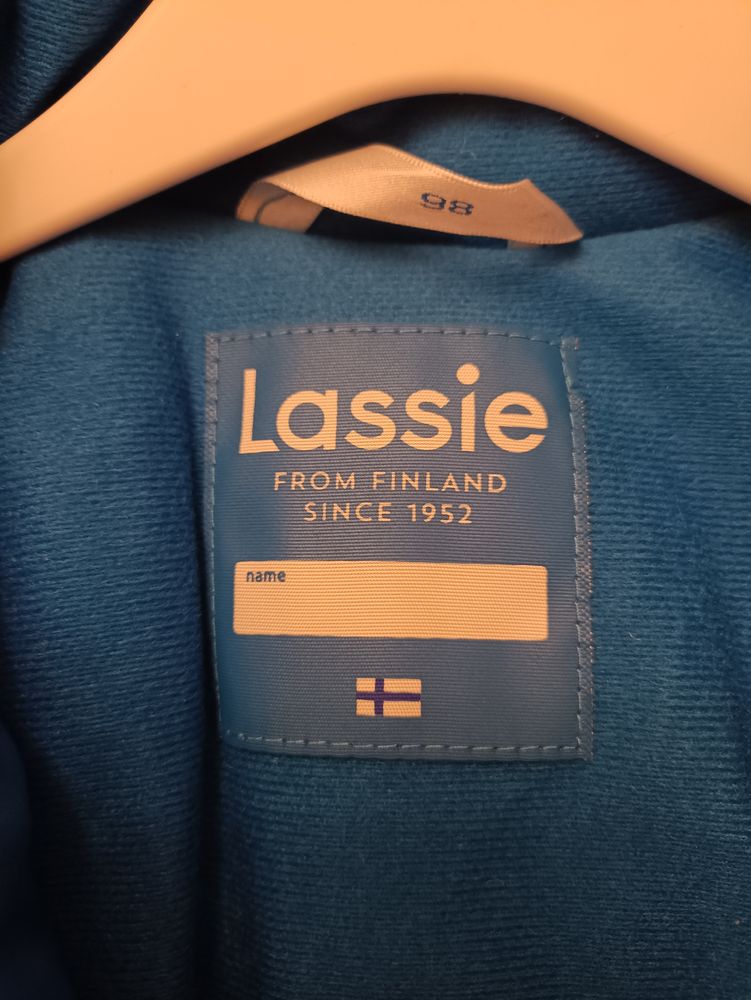 98
Lassie
FROM FINLAND
SINCE 1952
name